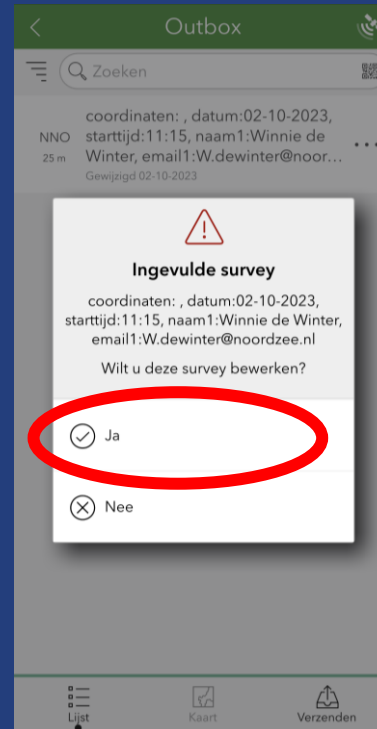 Outbox
Zoeken
coordinaten: , datum:02-10-2023,
NNO starttijd:11:15, naam1:Winnie de
25 m Winter, email1:W.dewinter@noor...
Gewijzigd 02-10-2023
Ingevulde survey
coordinaten: , datum:02-10-2023,
starttijd:11:15, naam1:Winnie de Winter,
email1:W.dewinter@noordzee.nl
Wilt u deze survey bewerken?
Ja
Nee
Lijst Kaart Verzenden